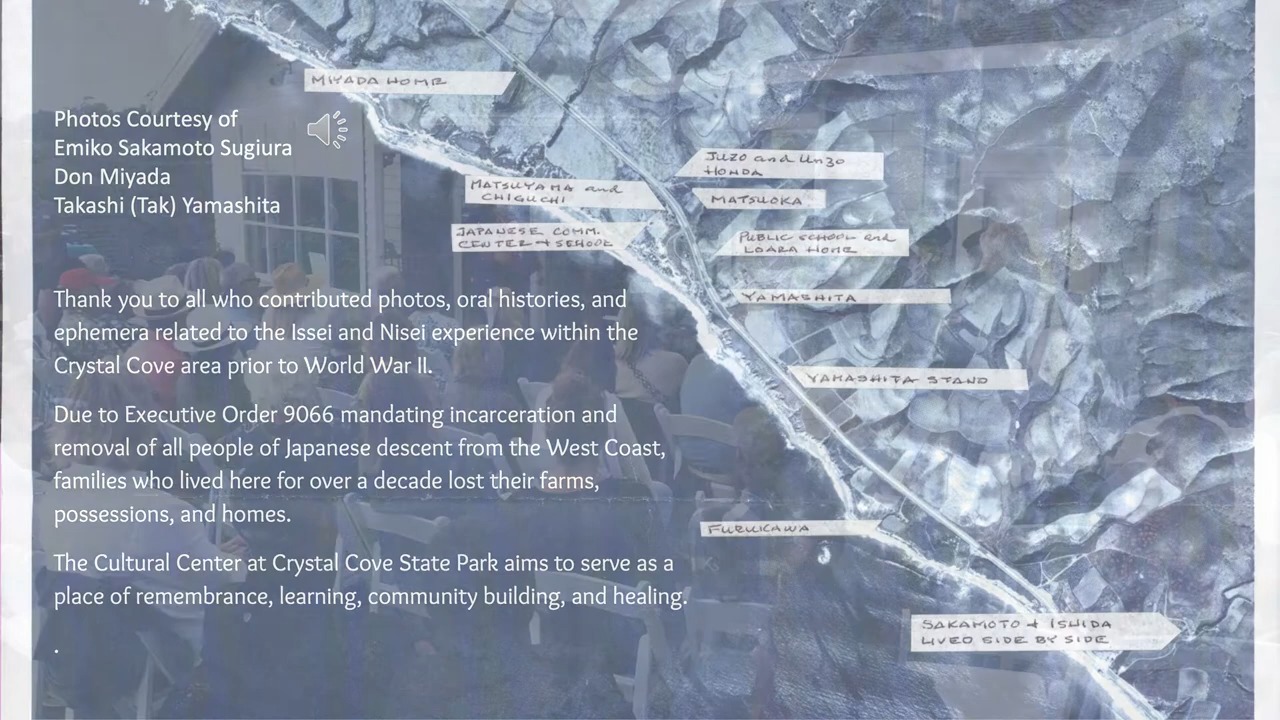 Photos Courtesy of
Emiko Sakamoto Sugiura
Don Miyada
Takashi (Tak) Yamashita
Thank you to all who contributed photos, oral histories, and
ephemera related to the Issei and Nisei experience within the
Crystal Cove area prior to World War II.
Due to Executive Order 9066 mandating incarceration and
removal of all people of Japanese descent from the West Coast,
families who lived here for over a decade lost their farms,
possessions, and homes.
The Cultural Center at Crystal Cove State Park aims to serve as a
place of remembrance, learning, community building, and healing.
.
MIYADA HOME
JUZO and UNZO
HONDA
MATSUYAMA and
CHIGUCHI
MATSUOKA
JAPANESE COMM.
CENTER + SCHOOL
PUBLIC SCHOOL and
LOARA HOME
YAMASHITA
YAMASHITA STAND
FURUKAWA
SAKAMOTO + ISHIDA
LIVED SIDE BY SIDE